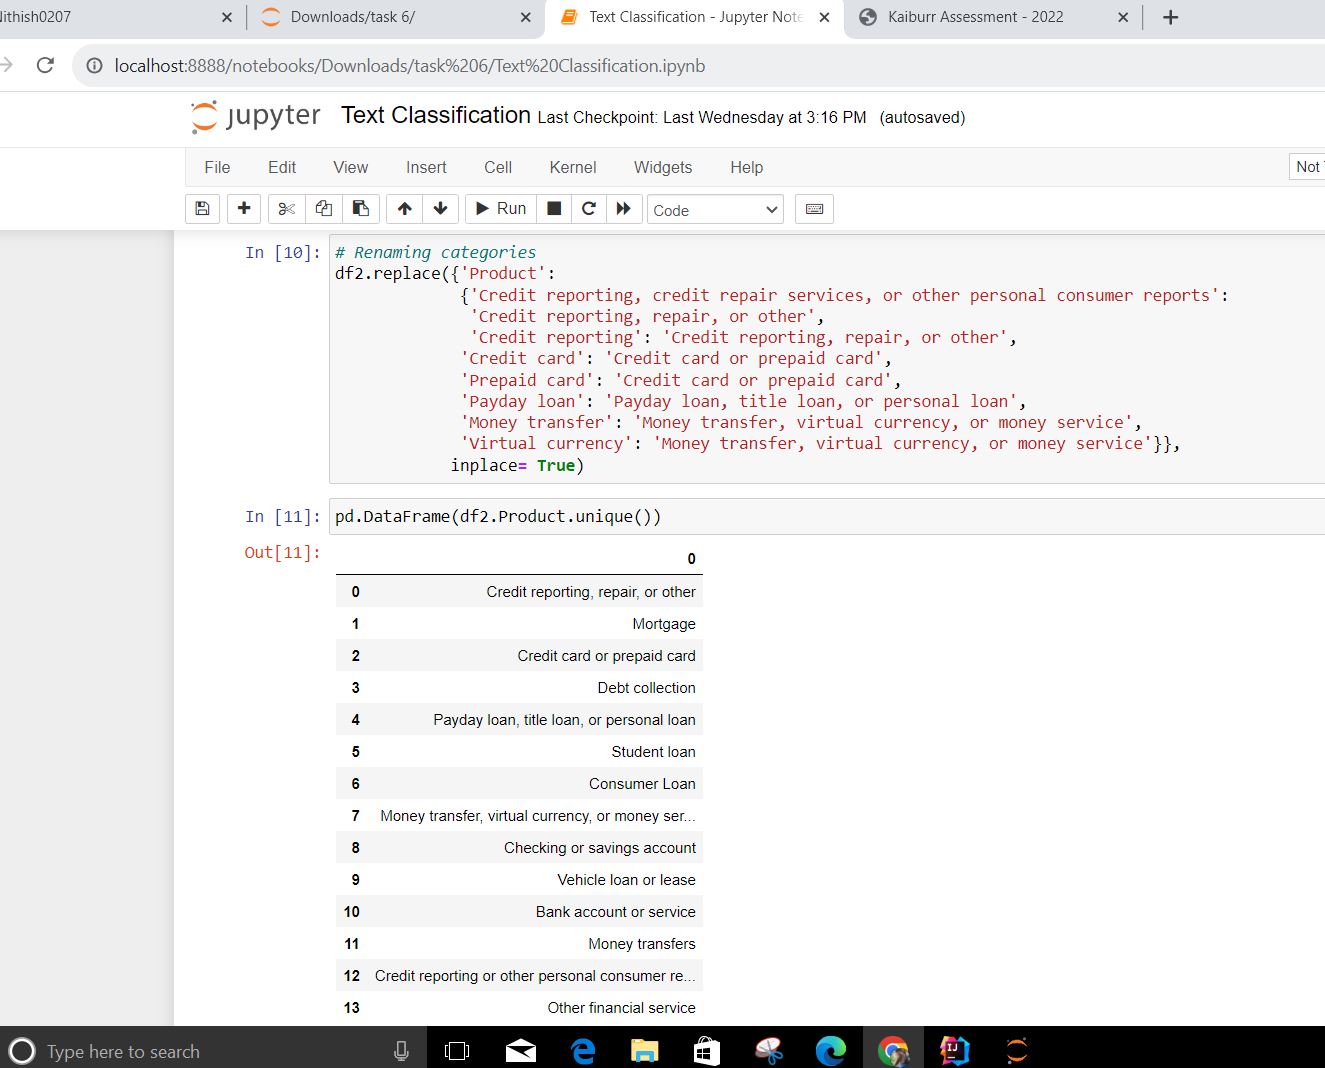 Nithish0207
Downloads/task 6/
Text Classification - Jupyter Note
Kaiburr Assessment - 2022
localhost:8888/notebooks/Downloads/task%206/Text%20Classification.ipynb
jupyter Text Classification Last Checkpoint: Last Wednesday at 3:16 PM (autosaved)
File Edit View Insert Cell Kernel Widgets Help Not
Run Code
In [10]: # Renaming categories
df2.replace({'Product':
{'Credit reporting, credit repair services, or other personal consumer reports':
'Credit reporting, repair, or other',
'Credit reporting': 'Credit reporting, repair, or other',
'Credit card': 'Credit card or prepaid card',
'Prepaid card': 'Credit card or prepaid card',
'Payday loan': 'Payday loan, title loan, or personal loan',
'Money transfer': 'Money transfer, virtual currency, or money service',
'Virtual currency': 'Money transfer, virtual currency, or money service'}},
inplace= True)
In [11]: pd.DataFrame(df2.Product.unique())
Out[11]:
0
0 Credit reporting, repair, or other
1 Mortgage
2 Credit card or prepaid card
3 Debt collection
4 Payday loan, title loan, or personal loan
5 Student loan
6 Consumer Loan
7 Money transfer, virtual currency, or money ser...
8 Checking or savings account
9 Vehicle loan or lease
10 Bank account or service
11 Money transfers
12 Credit reporting or other personal consumer re...
13 Other financial service
Type here to search